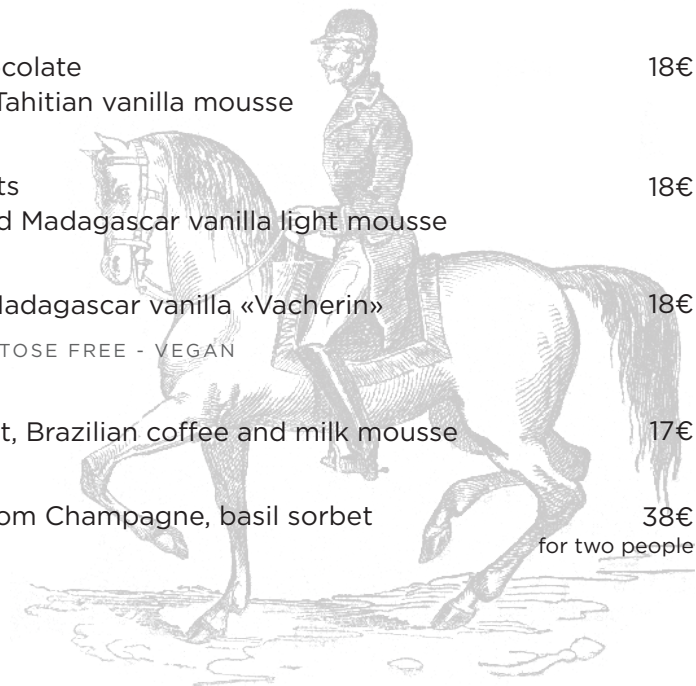 colate 18€
Tahitian vanilla mousse
ts 18€
d Madagascar vanilla light mousse
Madagascar vanilla «Vacherin» 18€
TOSE FREE - VEGAN
t, Brazilian coffee and milk mousse 17€
om Champagne, basil sorbet 38€
for two people